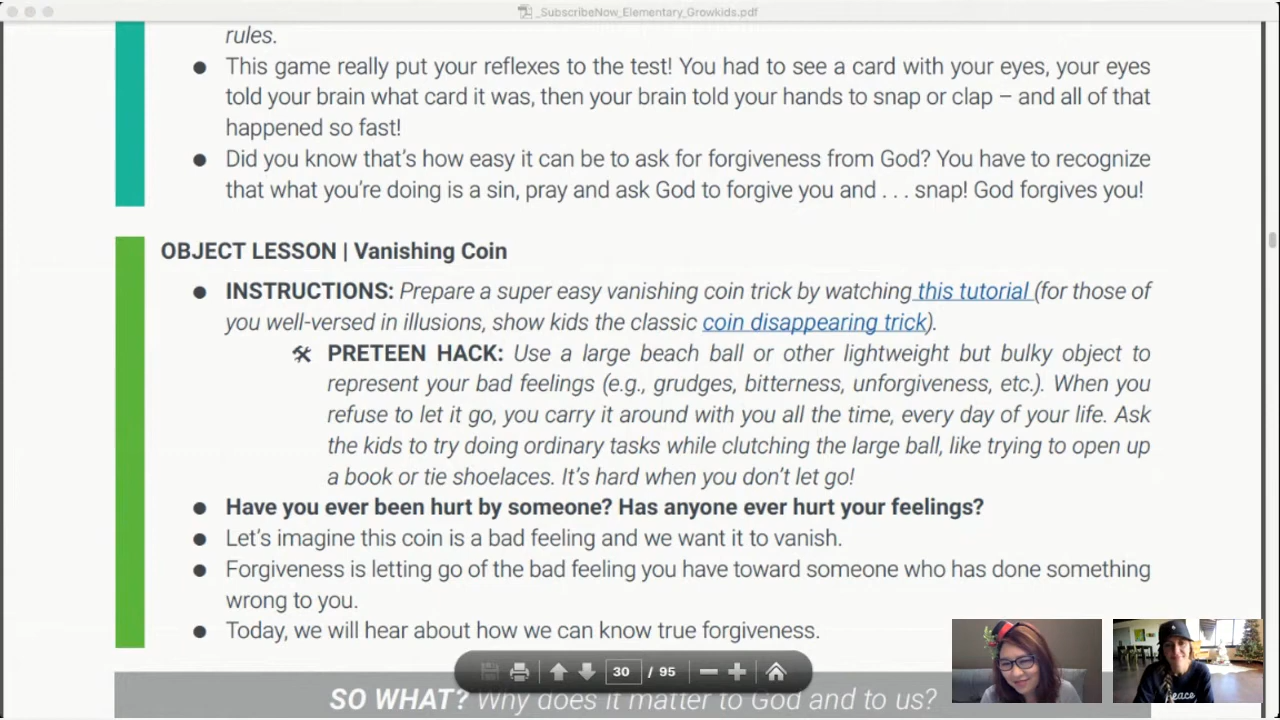 _SubscribeNow_Elementary_Growkids.pdf
rules.
● This game really put your reflexes to the test! You had to see a card with your eyes, your eyes
told your brain what card it was, then your brain told your hands to snap or clap – and all of that
happened so fast!
● Did you know that’s how easy it can be to ask for forgiveness from God? You have to recognize
that what you’re doing is a sin, pray and ask God to forgive you and . . . snap! God forgives you!
OBJECT LESSON | Vanishing Coin
● INSTRUCTIONS: Prepare a super easy vanishing coin trick by watching this tutorial (for those of
you well-versed in illusions, show kids the classic coin disappearing trick).
PRETEEN HACK: Use a large beach ball or other lightweight but bulky object to
represent your bad feelings (e.g., grudges, bitterness, unforgiveness, etc.). When you
refuse to let it go, you carry it around with you all the time, every day of your life. Ask
the kids to try doing ordinary tasks while clutching the large ball, like trying to open up
a book or tie shoelaces. It’s hard when you don’t let go!
● Have you ever been hurt by someone? Has anyone ever hurt your feelings?
● Let’s imagine this coin is a bad feeling and we want it to vanish.
● Forgiveness is letting go of the bad feeling you have toward someone who has done something
wrong to you.
● Today, we will hear about how we can know true forgiveness.
30 / 95
SO WHAT? Why does it matter to God and to us?
peace